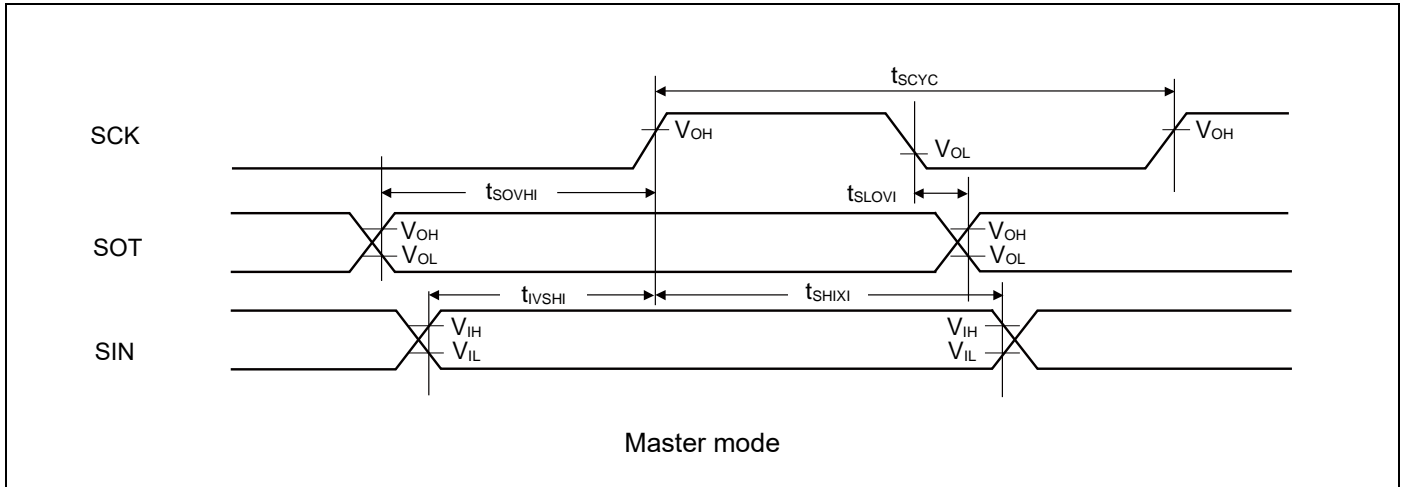 tSCYC
SCK
VOH
VOL
VOH
tSOVHI
tSLOVI
SOT
VOH
VOL
VOH
VOL
tIVSHI
tSHIXI
SIN
VIH
VIL
VIH
VIL
Master mode